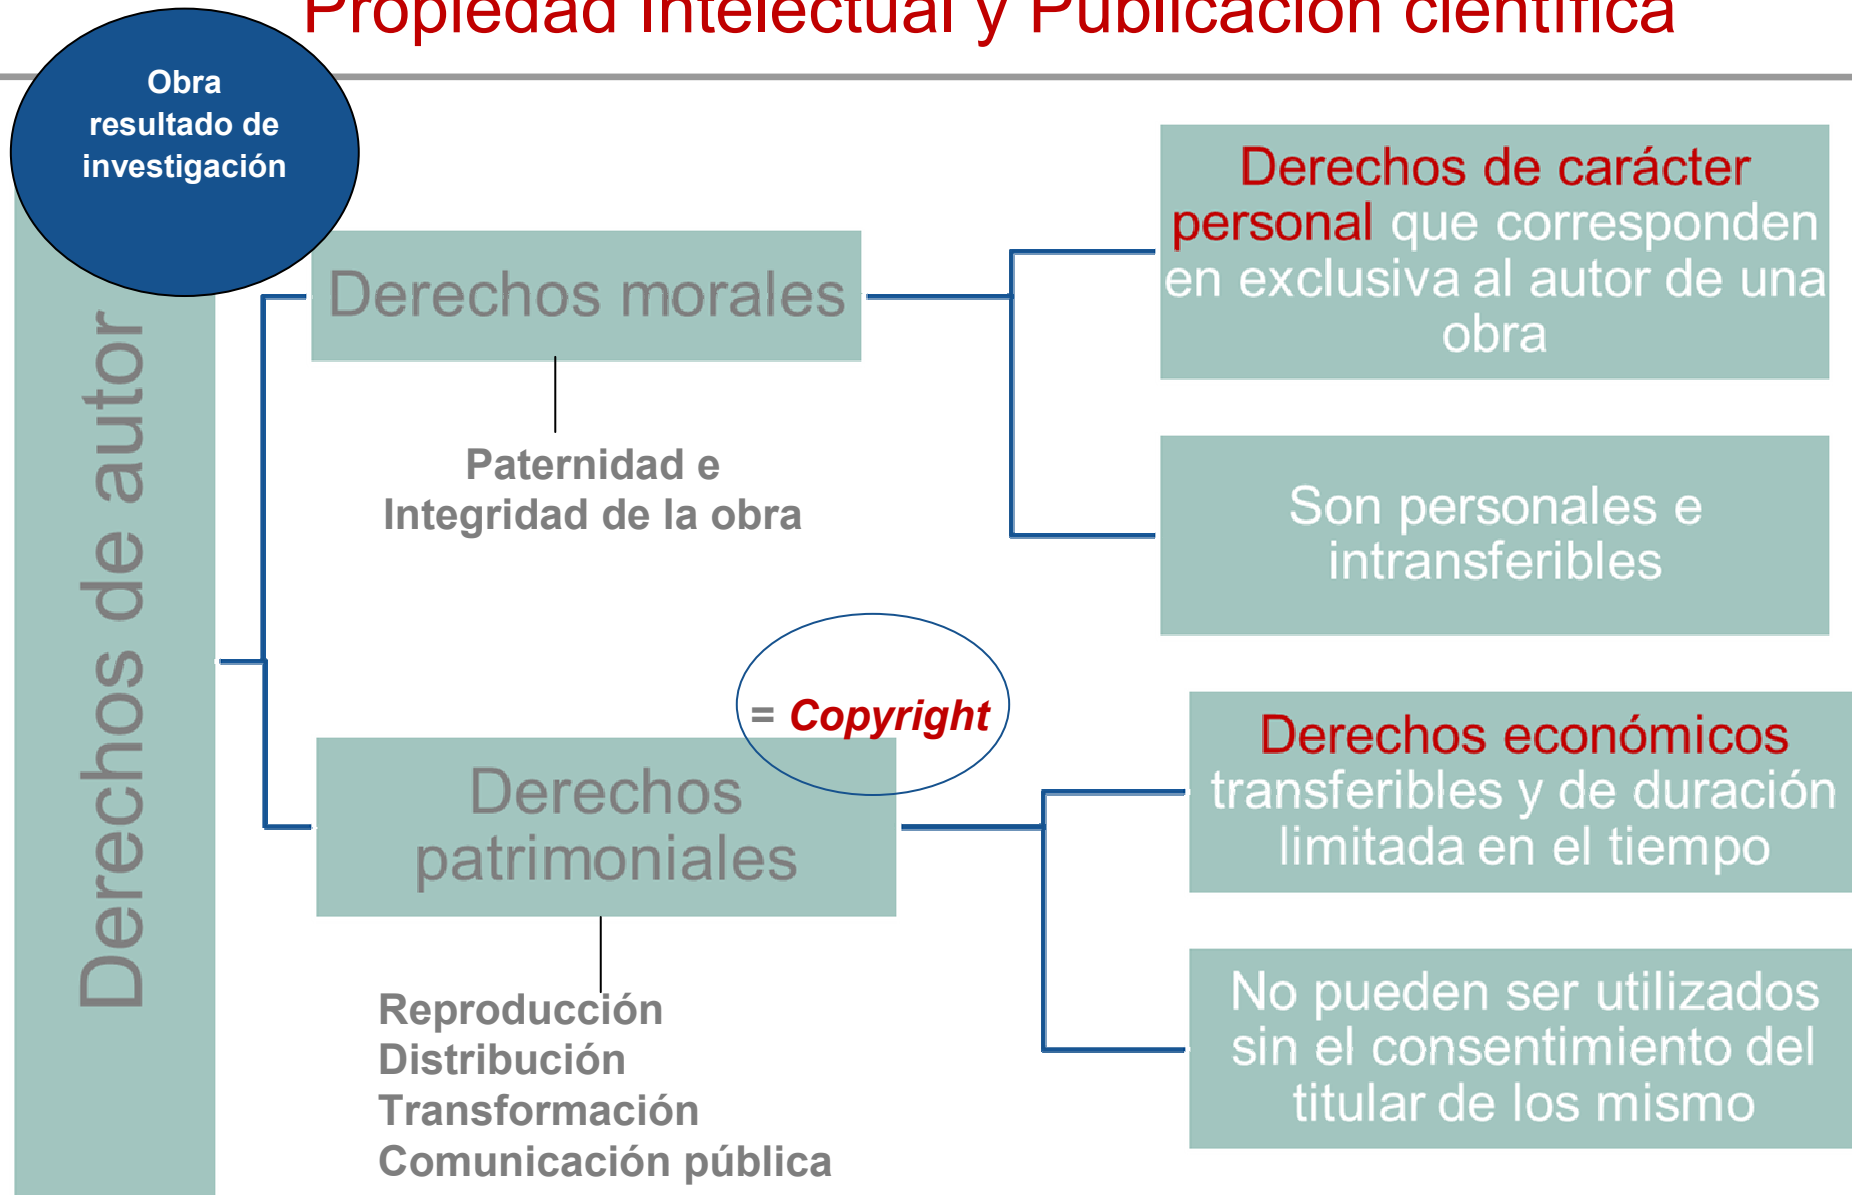 Propiedad Intelectual y Publicación científica
Obra
resultado de
investigación
Derechos de autor
Derechos morales
Paternidad e
Integridad de la obra
Derechos de carácter
personal que corresponden
en exclusiva al autor de una
obra
Son personales e
intransferibles
= Copyright
Derechos
patrimoniales
Reproducción
Distribución
Transformación
Comunicación pública
Derechos económicos
transferibles y de duración
limitada en el tiempo
No pueden ser utilizados
sin el consentimiento del
titular de los mismo